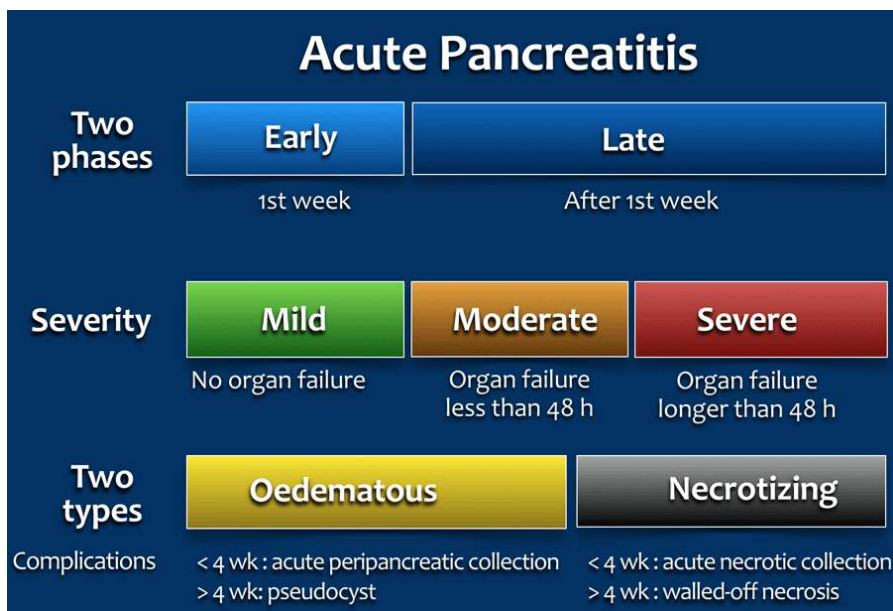 Acute Pancreatitis
Two
phases
Early
Late
1st week
After 1st week
Severity
Mild
Moderate
Severe
No organ failure
Organ failure
less than 48 h
Organ failure
longer than 48 h
Two
types
Oedematous
Necrotizing
Complications
< 4 wk : acute peripancreatic collection
> 4 wk: pseudocyst
< 4 wk : acute necrotic collection
> 4 wk : walled-off necrosis